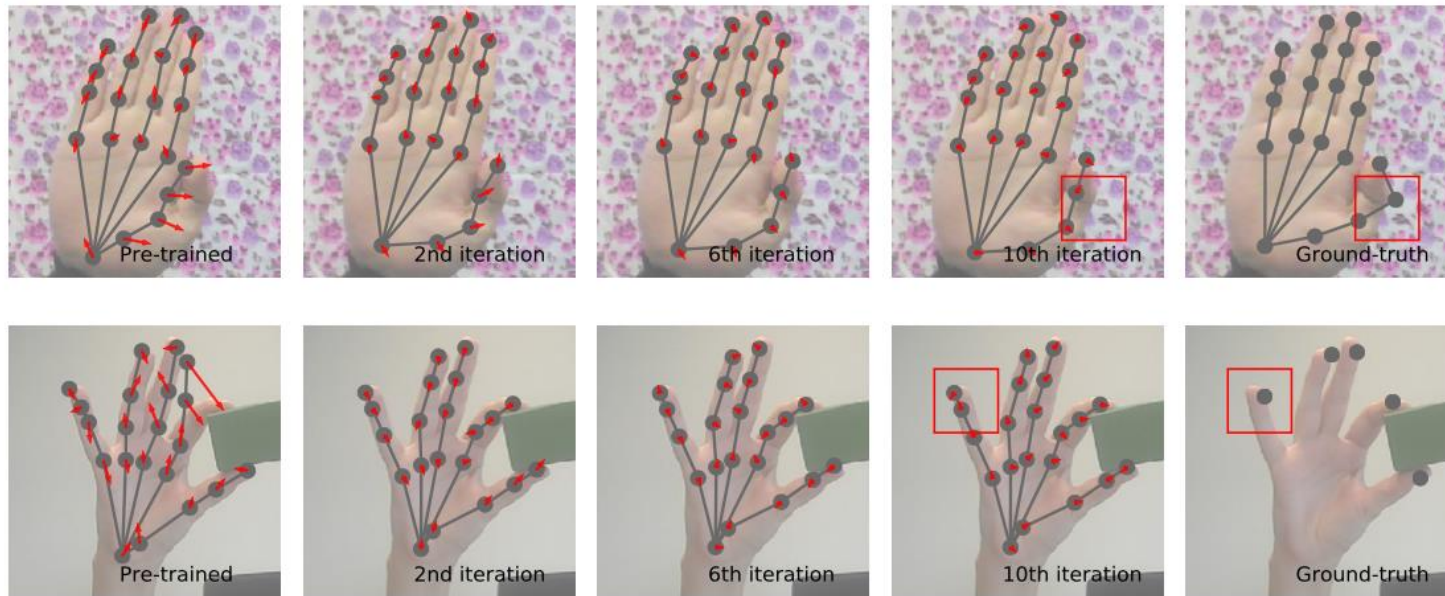 Pre-trained
2nd iteration
6th iteration
10th iteration
Ground-truth
Pre-trained
2nd iteration
6th iteration
10th iteration
Ground-truth